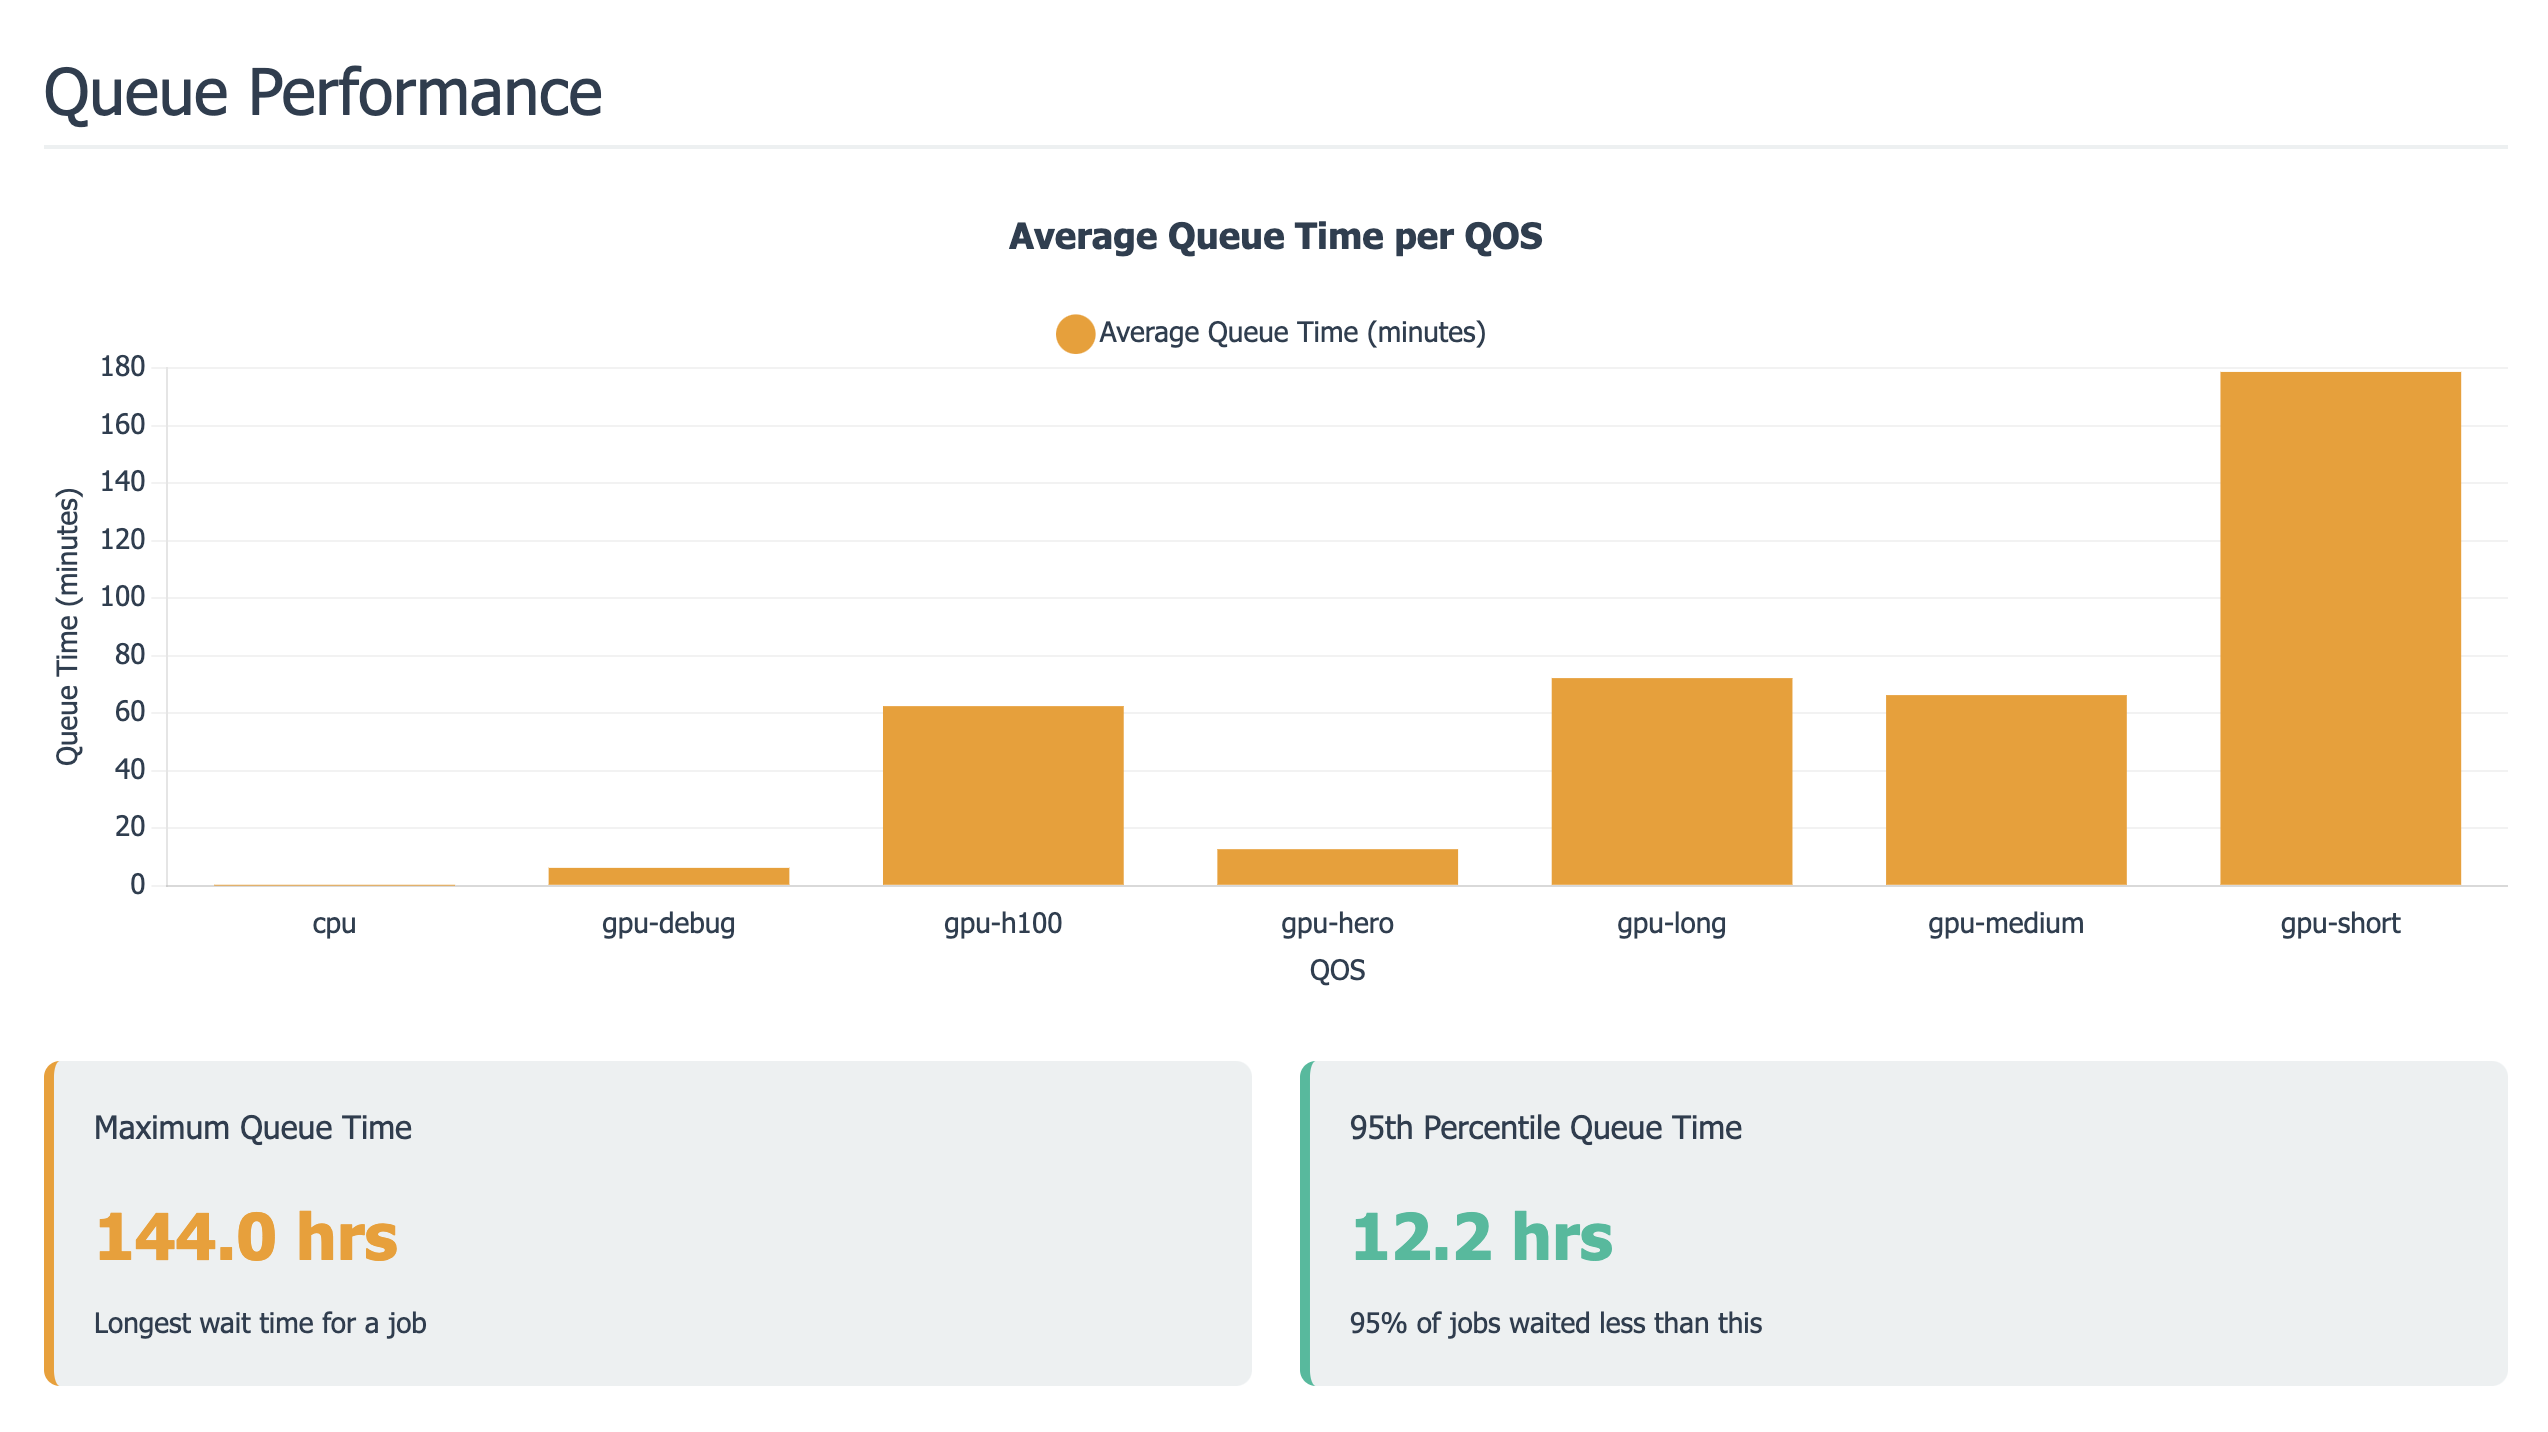 Queue Performance
Average Queue Time per QOS
Average Queue Time (minutes)
180
160
140
120
100
80
60
40
20
0
Queue Time (minutes)
cpu
gpu-debug
gpu-h100
gpu-hero
gpu-long
gpu-medium
gpu-short
QOS
Maximum Queue Time
144.0 hrs
Longest wait time for a job
95th Percentile Queue Time
12.2 hrs
95% of jobs waited less than this